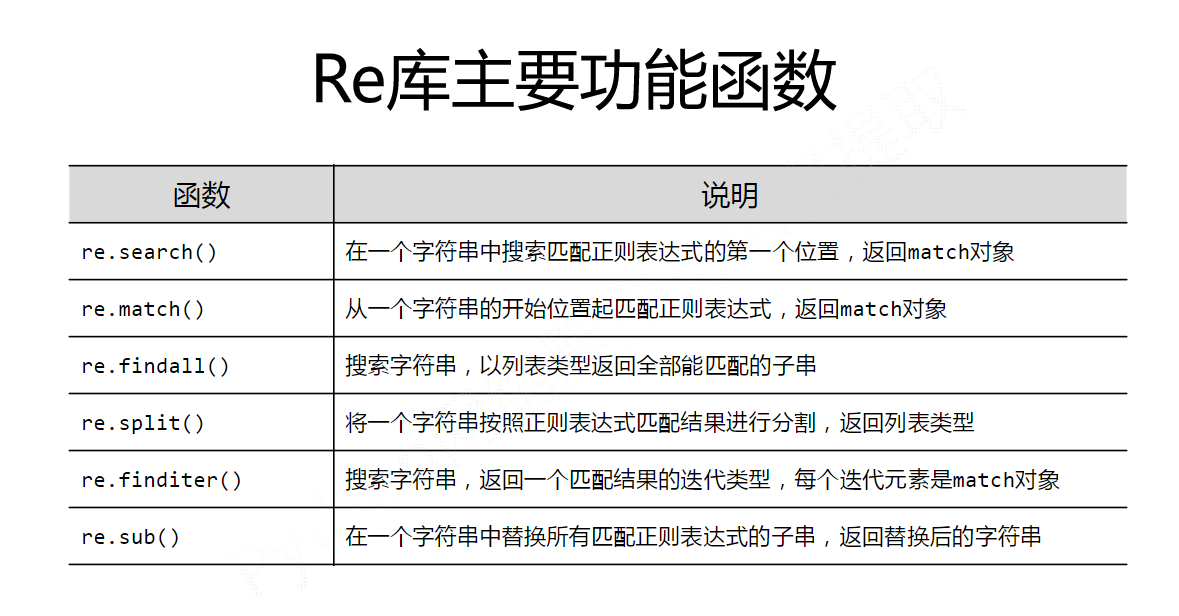 Re库主要功能函数
函数 说明
re.search() 在一个字符串中搜索匹配正则表达式的第一个位置，返回match对象
re.match() 从一个字符串的开始位置起匹配正则表达式，返回match对象
re.findall() 搜索字符串，以列表类型返回全部能匹配的子串
re.split() 将一个字符串按照正则表达式匹配结果进行分割，返回列表类型
re.finditer() 搜索字符串，返回一个匹配结果的迭代类型，每个迭代元素是match对象
re.sub() 在一个字符串中替换所有匹配正则表达式的子串，返回替换后的字符串